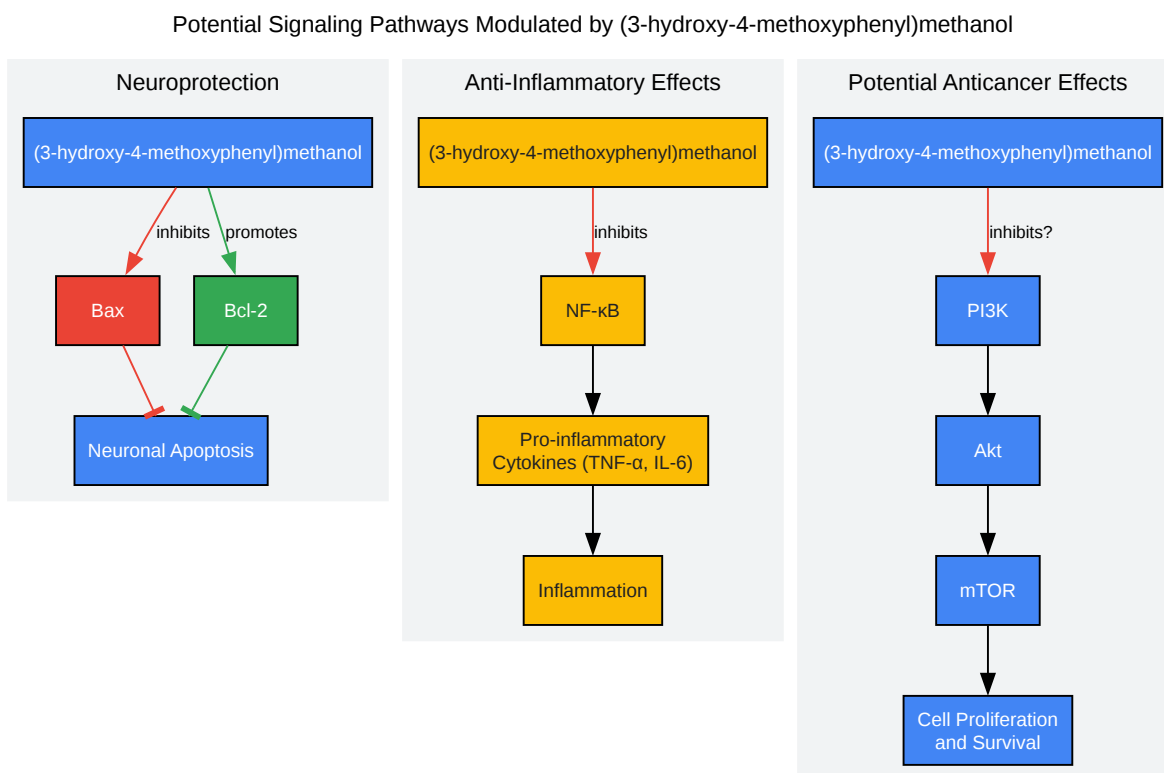 Potential Signaling Pathways Modulated by (3-hydroxy-4-methoxyphenyl)methanol
Neuroprotection
(3-hydroxy-4-methoxyphenyl)methanol
inhibits
promotes
Bax
Bcl-2
Neuronal Apoptosis
Anti-Inflammatory Effects
(3-hydroxy-4-methoxyphenyl)methanol
inhibits
NF-κB
Pro-inflammatory
Cytokines (TNF-α, IL-6)
Inflammation
Potential Anticancer Effects
(3-hydroxy-4-methoxyphenyl)methanol
inhibits?
PI3K
Akt
mTOR
Cell Proliferation
and Survival